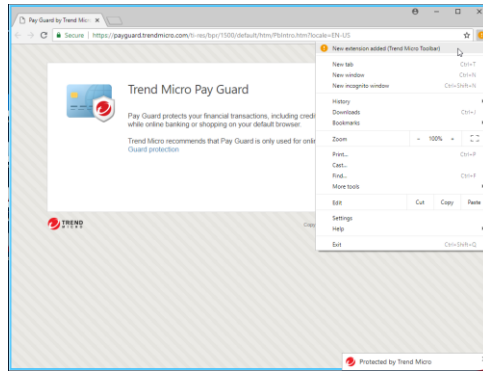 Pay Guard by Trend Micr
Secure | https://payguard.trendmicro.com/ti-res/bpr/1500/default/htm/PbIntro.htm?locale=EN-US
New extension added (Trend Micro Toolbar)
New tab Ctrl+T
New window Ctrl+N
New incognito window Ctrl+Shift+N
History
Downloads Ctrl+J
Bookmarks
Zoom - 100% +
Print... Ctrl+P
Cast...
Find... Ctrl+F
More tools
Edit Cut Copy Paste
Settings
Help
Exit Ctrl+Shift+Q
Trend Micro Pay Guard
Pay Guard protects your financial transactions, including credi
while online banking or shopping on your default browser.
Trend Micro recommends that Pay Guard is only used for onli
Guard protection
TREND
MICRO
Copy
Protected by Trend Micro